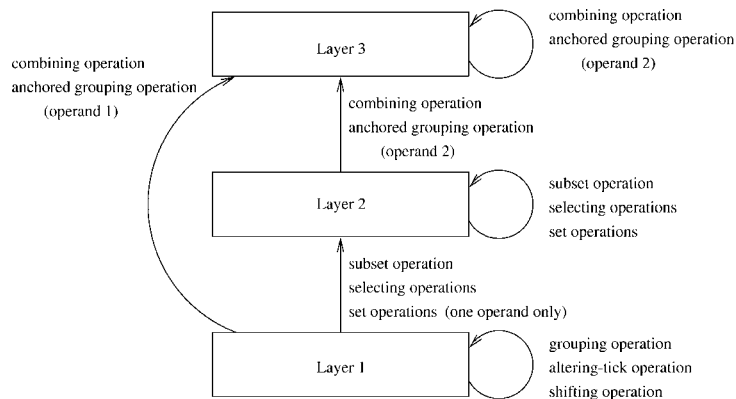 combining operation
anchored grouping operation
(operand 2)
Layer 3
combining operation
anchored grouping operation
(operand 1)
combining operation
anchored grouping operation
(operand 2)
Layer 2
subset operation
selecting operations
set operations
subset operation
selecting operations
set operations (one operand only)
Layer 1
grouping operation
altering-tick operation
shifting operation